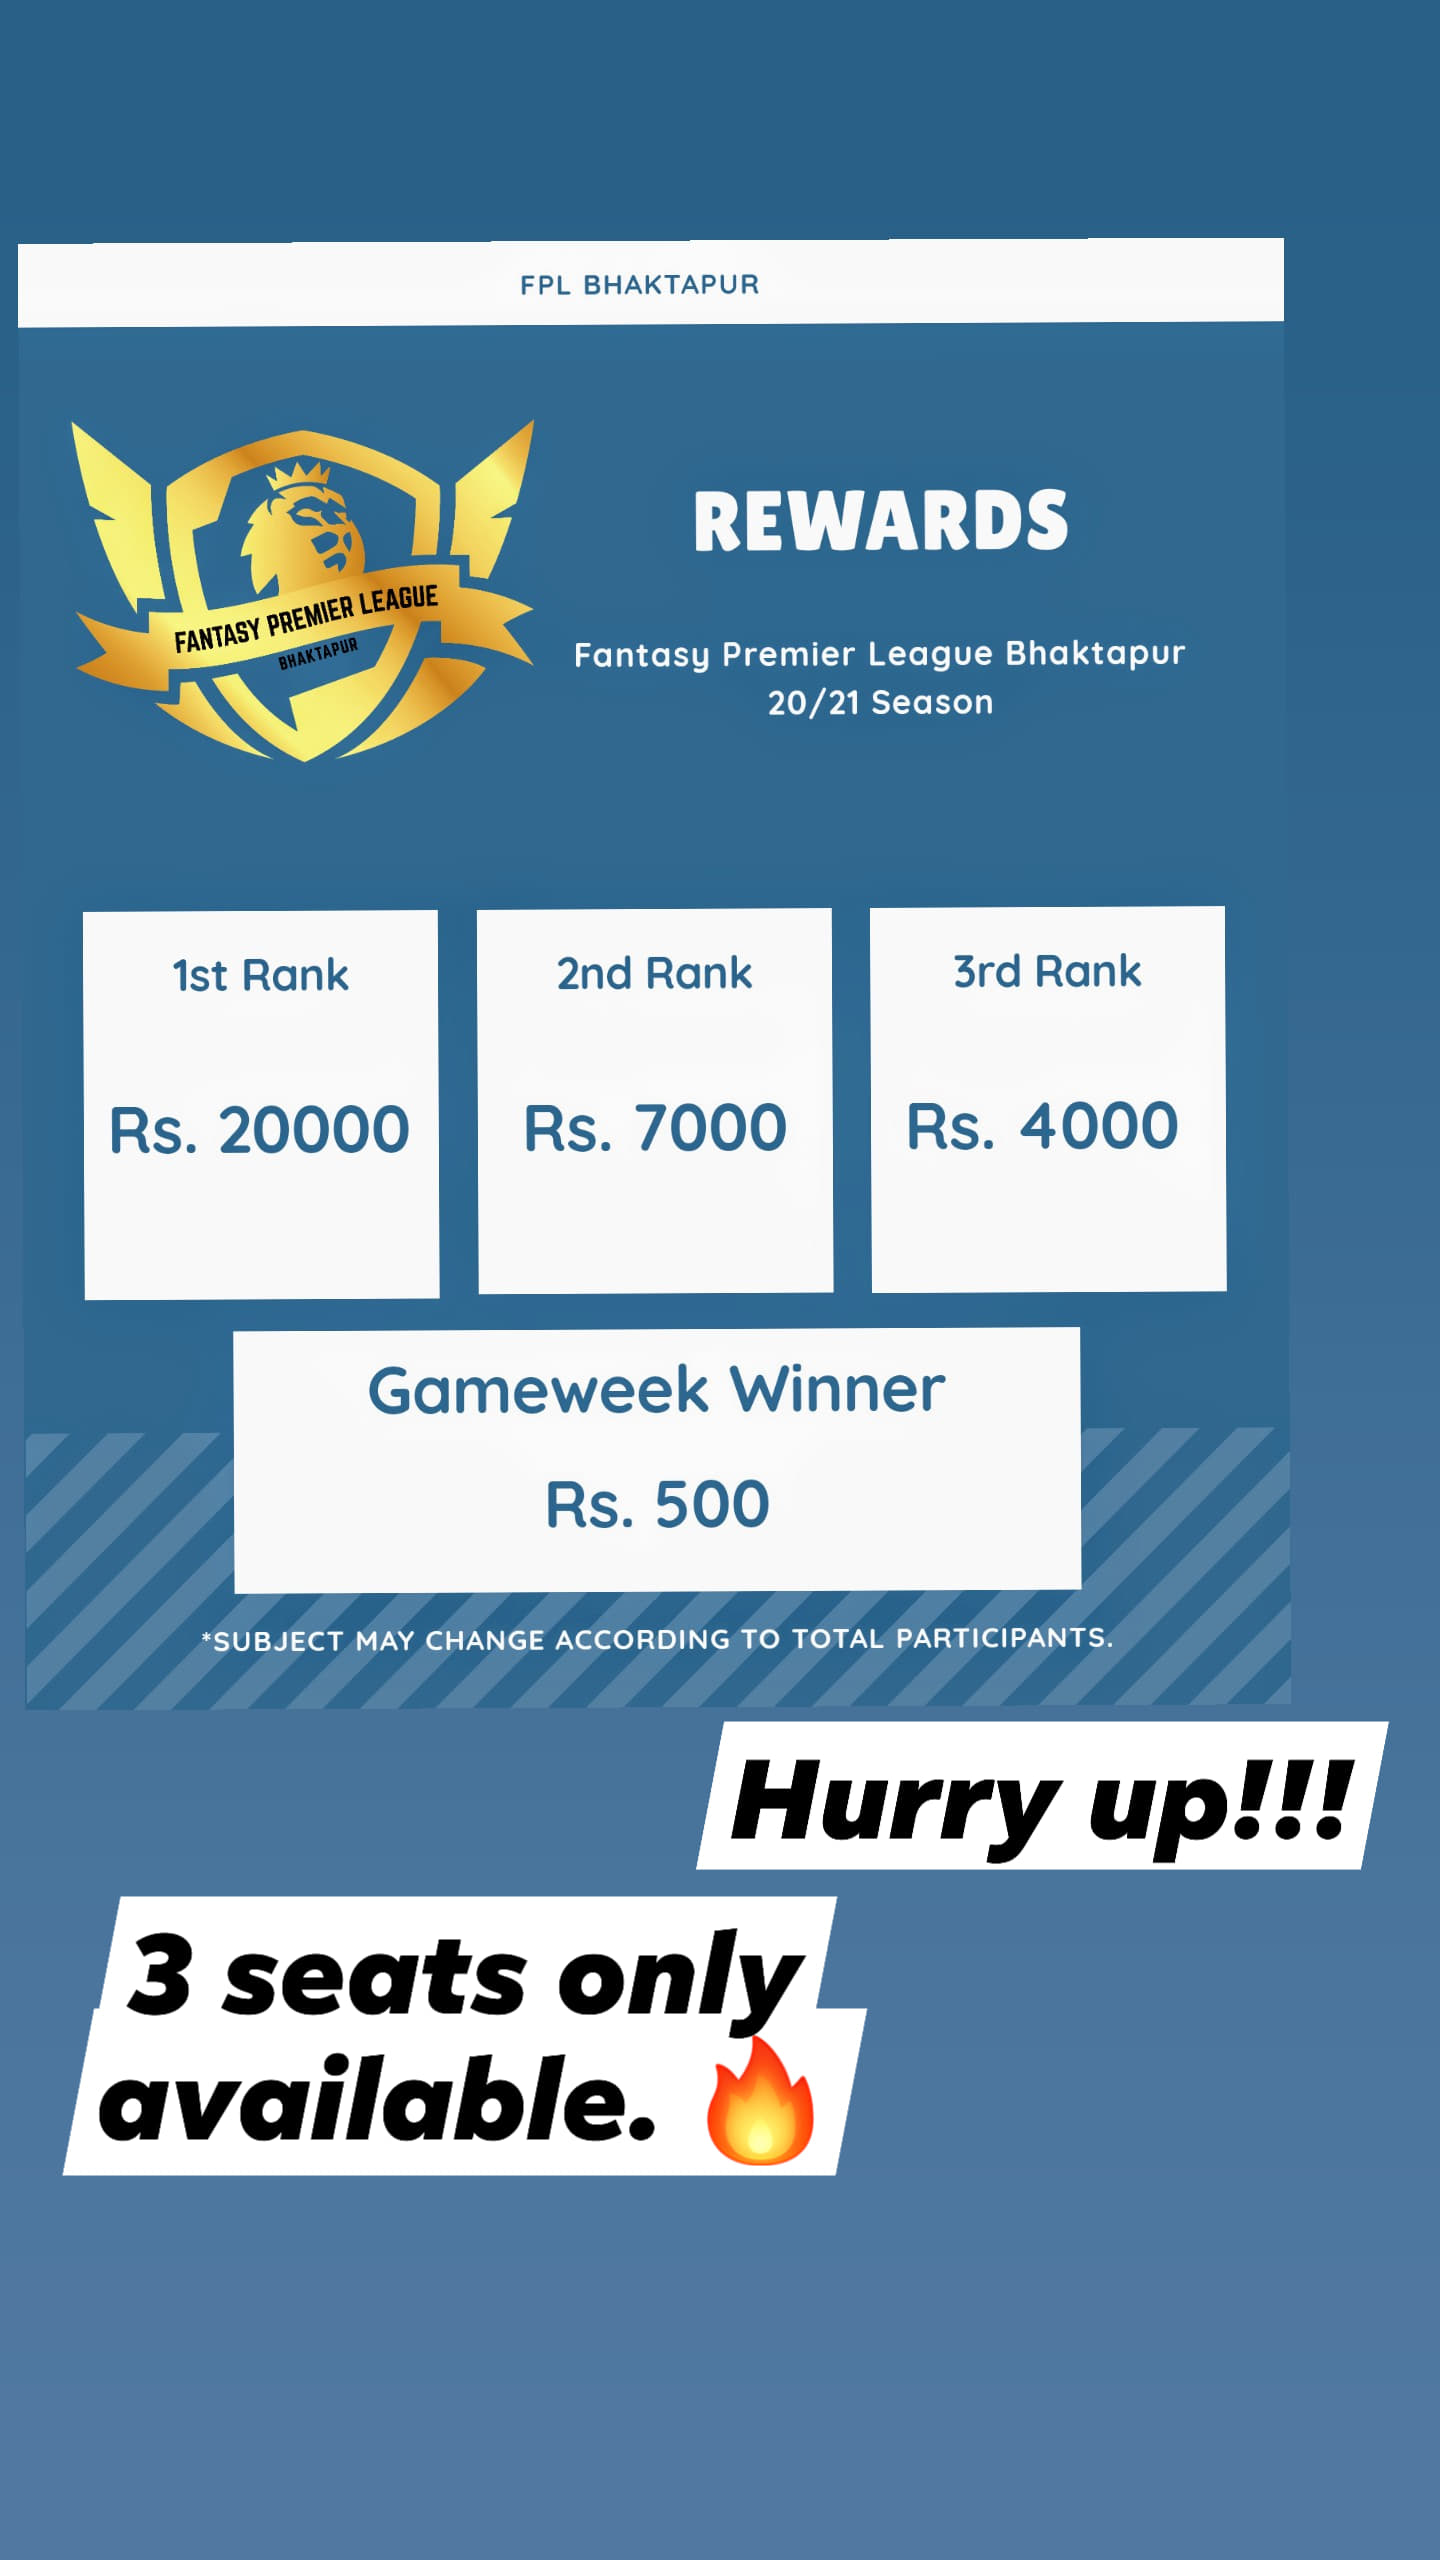 FPL BHAKTAPUR
FANTASY PREMIER LEAGUE
BHAKTAPUR
REWARDS
Fantasy Premier League Bhaktapur
20/21 Season
1st Rank
Rs. 20000
2nd Rank
Rs. 7000
3rd Rank
Rs. 4000
Gameweek Winner
Rs. 500
*SUBJECT MAY CHANGE ACCORDING TO TOTAL PARTICIPANTS.
Hurry up!!!
3 seats only
available. 🔥